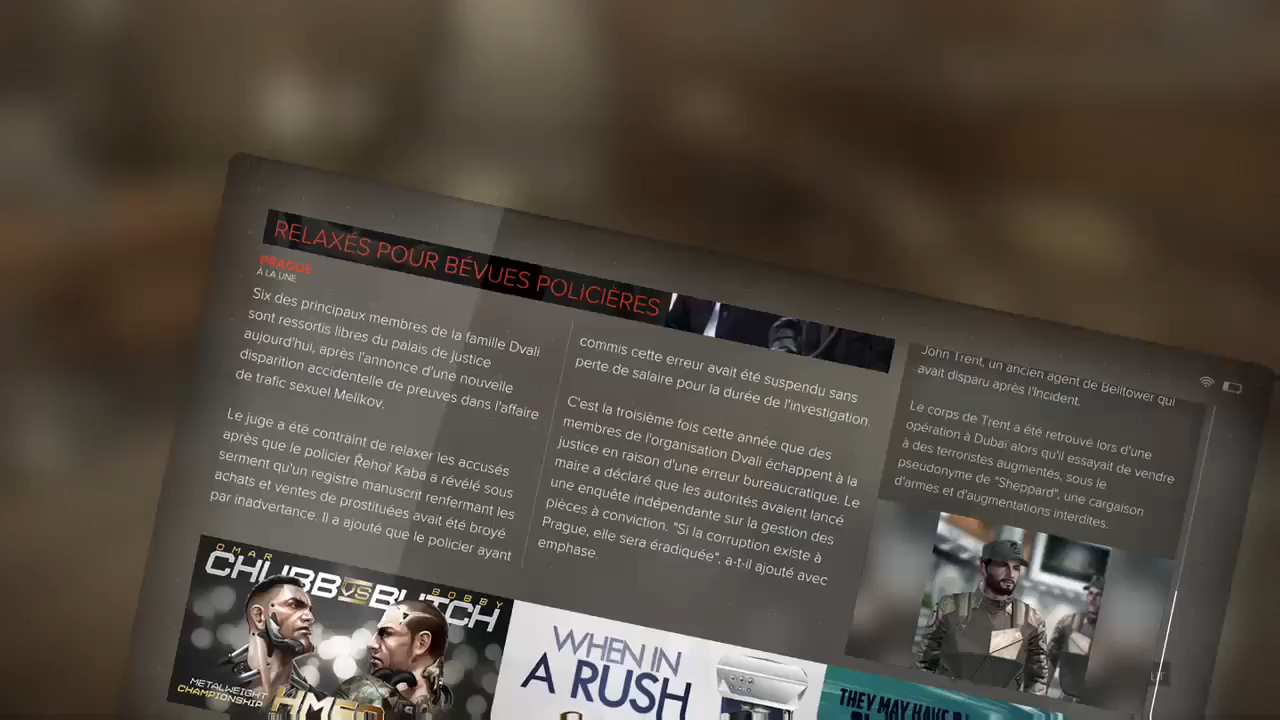 RELAXÉS POUR BÉVUES POLICIÈRES
PRAGUE
À LA UNE
Six des principaux membres de la famille Dvali
sont ressortis libres du palais de justice
aujourd'hui, après l'annonce d'une nouvelle
disparition accidentelle de preuves dans l'affaire
de trafic sexuel Melikov.
Le juge a été contraint de relaxer les accusés
après que le policier Řehoř Kaba a révélé sous
serment qu'un registre manuscrit renfermant les
achats et ventes de prostituées avait été broyé
par inadvertance. Il a ajouté que le policier ayant
commis cette erreur avait été suspendu sans
perte de salaire pour la durée de l'investigation.
C'est la troisième fois cette année que des
membres de l'organisation Dvali échappent à la
justice en raison d'une erreur bureaucratique. Le
maire a déclaré que les autorités avaient lancé
une enquête indépendante sur la gestion des
pièces à conviction. "Si la corruption existe à
Prague, elle sera éradiquée", a-t-il ajouté avec
emphase.
John Trent, un ancien agent de Belltower qui
avait disparu après l'Incident.
Le corps de Trent a été retrouvé lors d'une
opération à Dubaï alors qu'il essayait de vendre
à des terroristes augmentés, sous le
pseudonyme de "Sheppard", une cargaison
d'armes et d'augmentations interdites.
OMAR
CHUBB VS BOBBY
BLITCH
METALWEIGHT
CHAMPIONSHIP
WHEN IN
A RUSH
THEY MAY HAVE